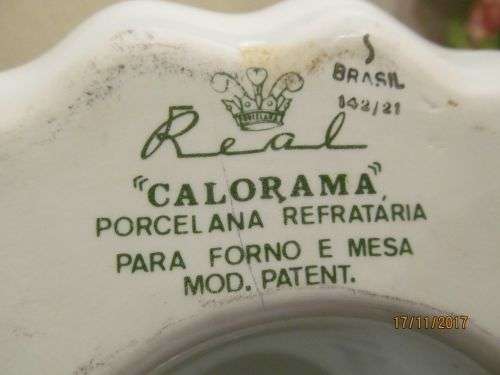 BRASIL
142/21
Real
"CALORAMA"
PORCELANA REFRATÁRIA
PARA FORNO E MESA
MOD. PATENT.
17/11/2017